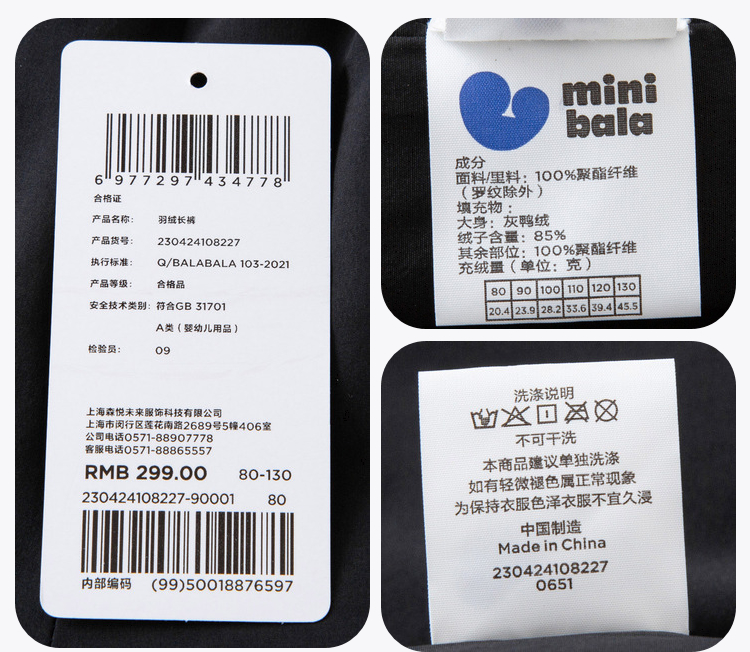 6 977297 434778
合格证
产品名称: 羽绒长裤
产品货号: 230424108227
执行标准: Q/BALABALA 103-2021
产品等级: 合格品
安全技术类别: 符合GB 31701
A类（婴幼儿用品）
检验员: 09
上海森悦未来服饰科技有限公司
上海市闵行区莲花南路2689号5幢406室
公司电话0571-88907778
客服电话0571-88865557
RMB 299.00 80-130
230424108227-90001 80
内部编码 (99)50018876597
mini
bala
成分
面料/里料: 100%聚酯纤维
（罗纹除外）
填充物:
大身: 灰鸭绒
绒子含量: 85%
其余部位: 100%聚酯纤维
充绒量（单位: 克）
80 90 100 110 120 130
20.4 23.9 28.2 33.6 39.4 45.5
洗涤说明
不可干洗
本商品建议单独洗涤
如有轻微褪色属正常现象
为保持衣服色泽衣服不宜久浸
中国制造
Made in China
230424108227
0651